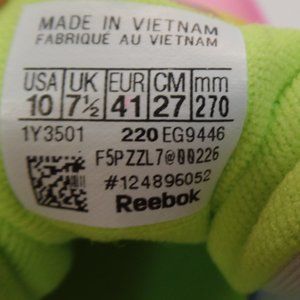 MADE IN VIETNAM
FABRIQUÉ AU VIETNAM
USA UK EUR CM mm
10 7½ 41 27 270
1Y3501 220 EG9446
F5PZZL7@00226
#124896052
Reebok